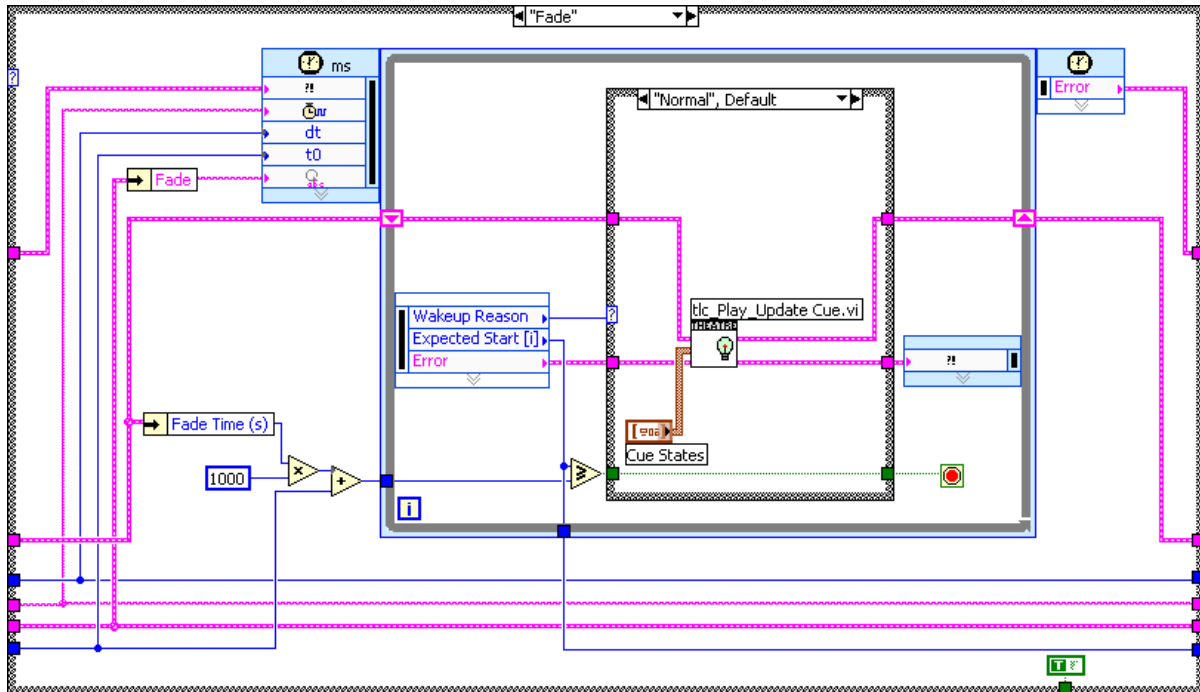 "Fade"
ms
?!
dt
t0
Fade
Error
"Normal", Default
Wakeup Reason
Expected Start [i]
Error
?
tlc_Play_Update Cue.vi
THEATRE
?!
Fade Time (s)
1000
x
+
≥
Cue States
i
T